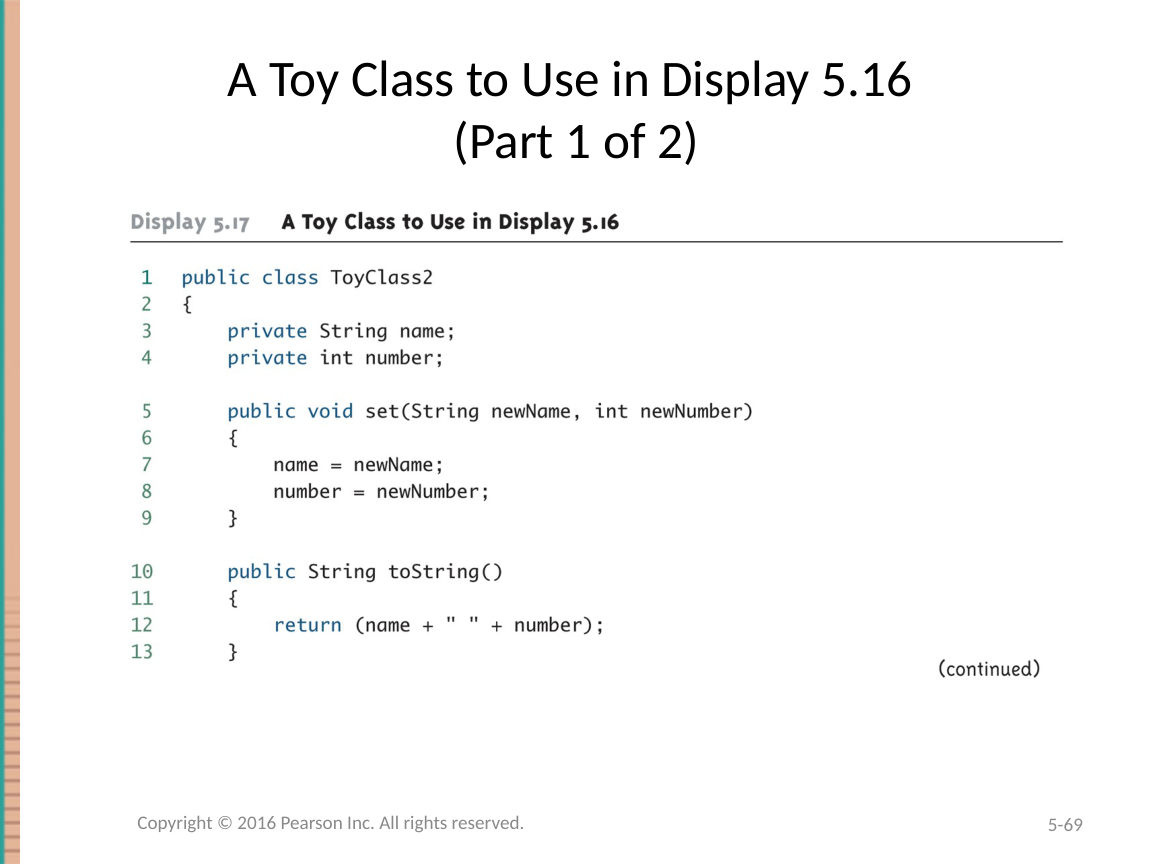 A Toy Class to Use in Display 5.16
(Part 1 of 2)
Display 5.17 A Toy Class to Use in Display 5.16
1 public class ToyClass2
2 {
3 private String name;
4 private int number;
5 public void set(String newName, int newNumber)
6 {
7 name = newName;
8 number = newNumber;
9 }
10 public String toString()
11 {
12 return (name + " " + number);
13 }
(continued)
Copyright © 2016 Pearson Inc. All rights reserved.
5-69